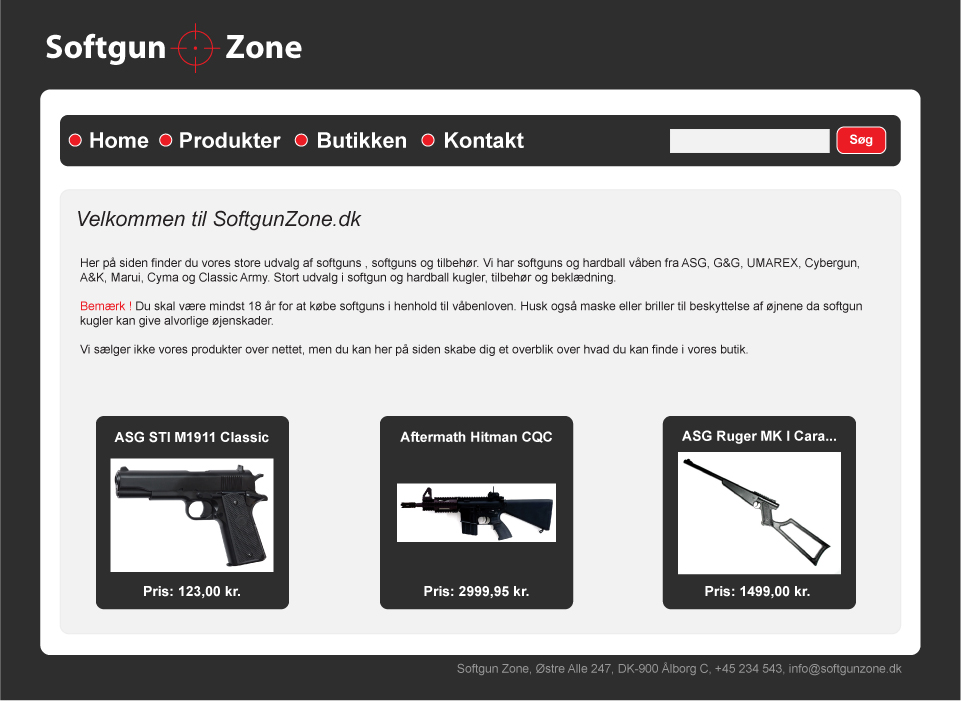 Softgun Zone
Home Produkter Butikken Kontakt Søg
Velkommen til SoftgunZone.dk
Her på siden finder du vores store udvalg af softguns , softguns og tilbehør. Vi har softguns og hardball våben fra ASG, G&G, UMAREX, Cybergun,
A&K, Marui, Cyma og Classic Army. Stort udvalg i softgun og hardball kugler, tilbehør og beklædning.
Bemærk ! Du skal være mindst 18 år for at købe softguns i henhold til våbenloven. Husk også maske eller briller til beskyttelse af øjnene da softgun
kugler kan give alvorlige øjenskader.
Vi sælger ikke vores produkter over nettet, men du kan her på siden skabe dig et overblik over hvad du kan finde i vores butik.
ASG STI M1911 Classic
Pris: 123,00 kr.
Aftermath Hitman CQC
Pris: 2999,95 kr.
ASG Ruger MK I Cara...
Pris: 1499,00 kr.
Softgun Zone, Østre Alle 247, DK-900 Ålborg C, +45 234 543, info@softgunzone.dk